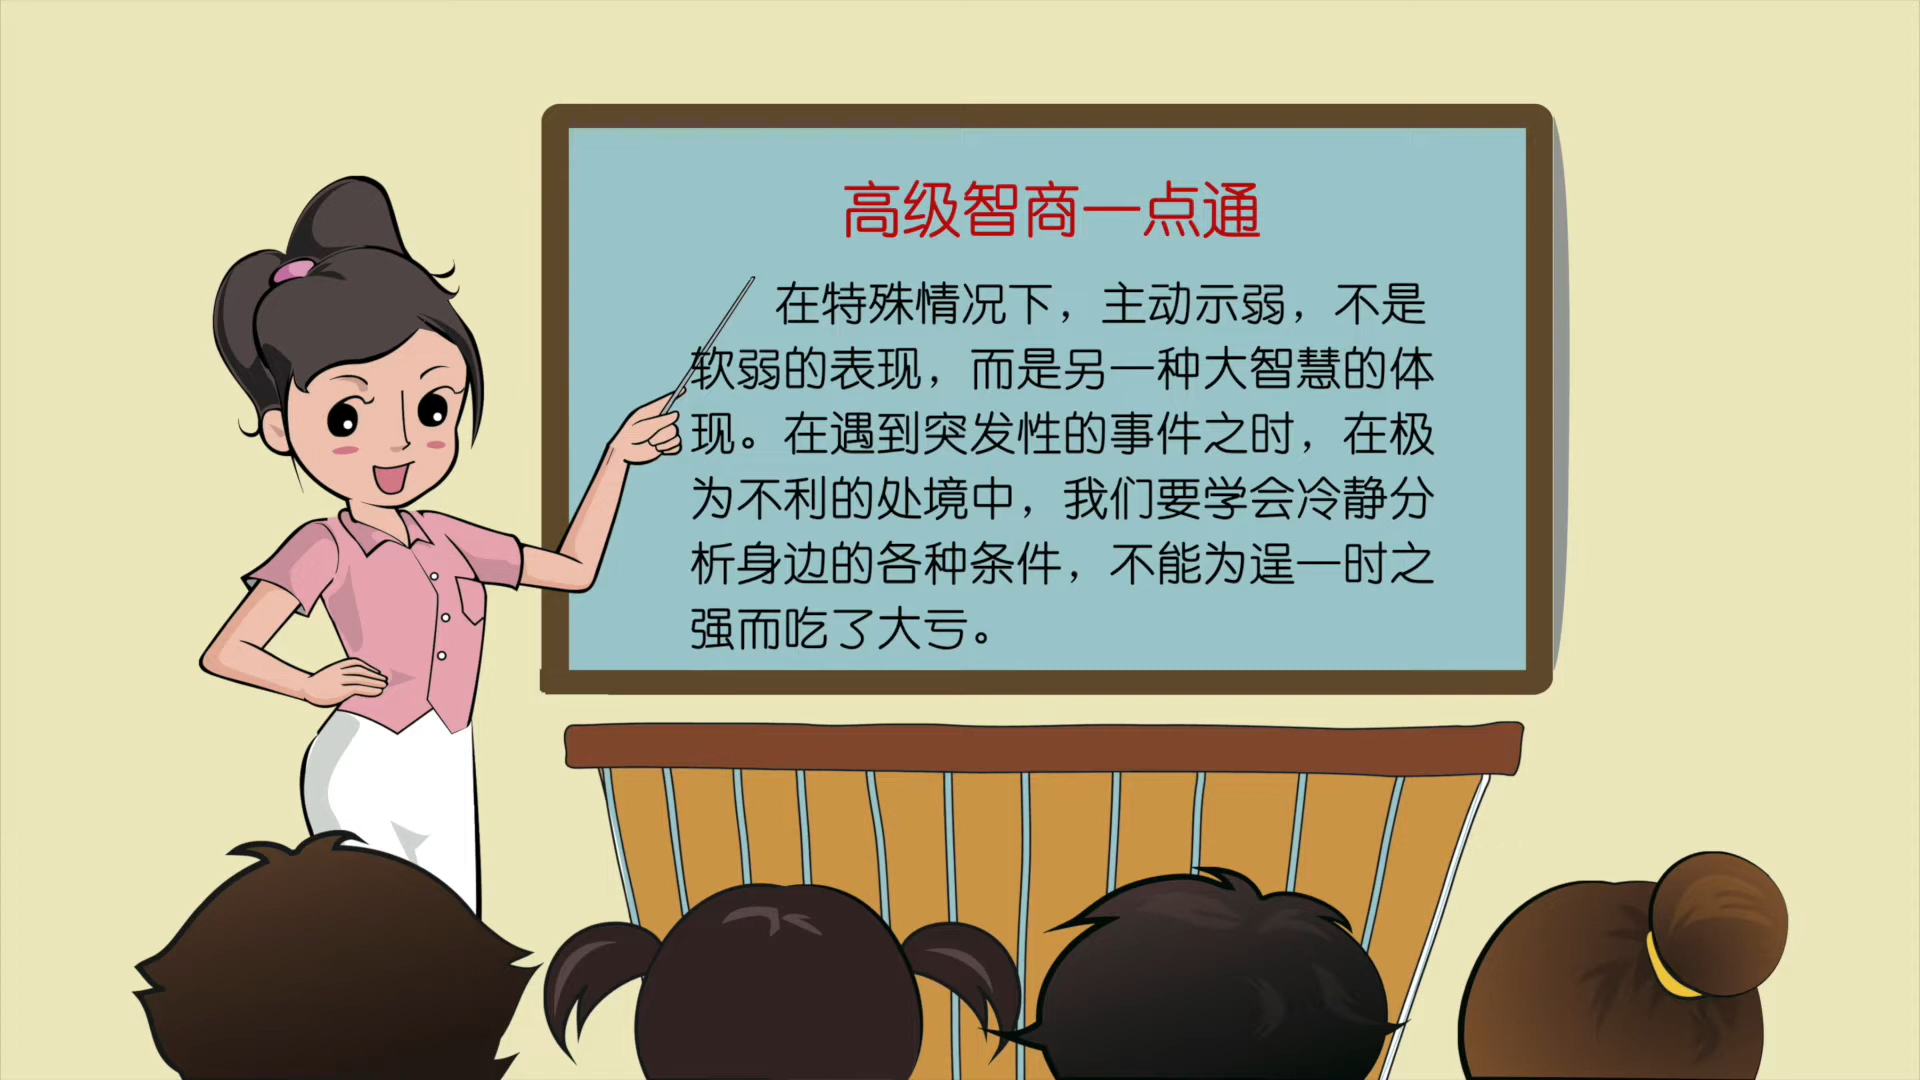 高级智商一点通
在特殊情况下，主动示弱，不是
软弱的表现，而是另一种大智慧的体
现。在遇到突发性的事件之时，在极
为不利的处境中，我们要学会冷静分
析身边的各种条件，不能为逞一时之
强而吃了大亏。